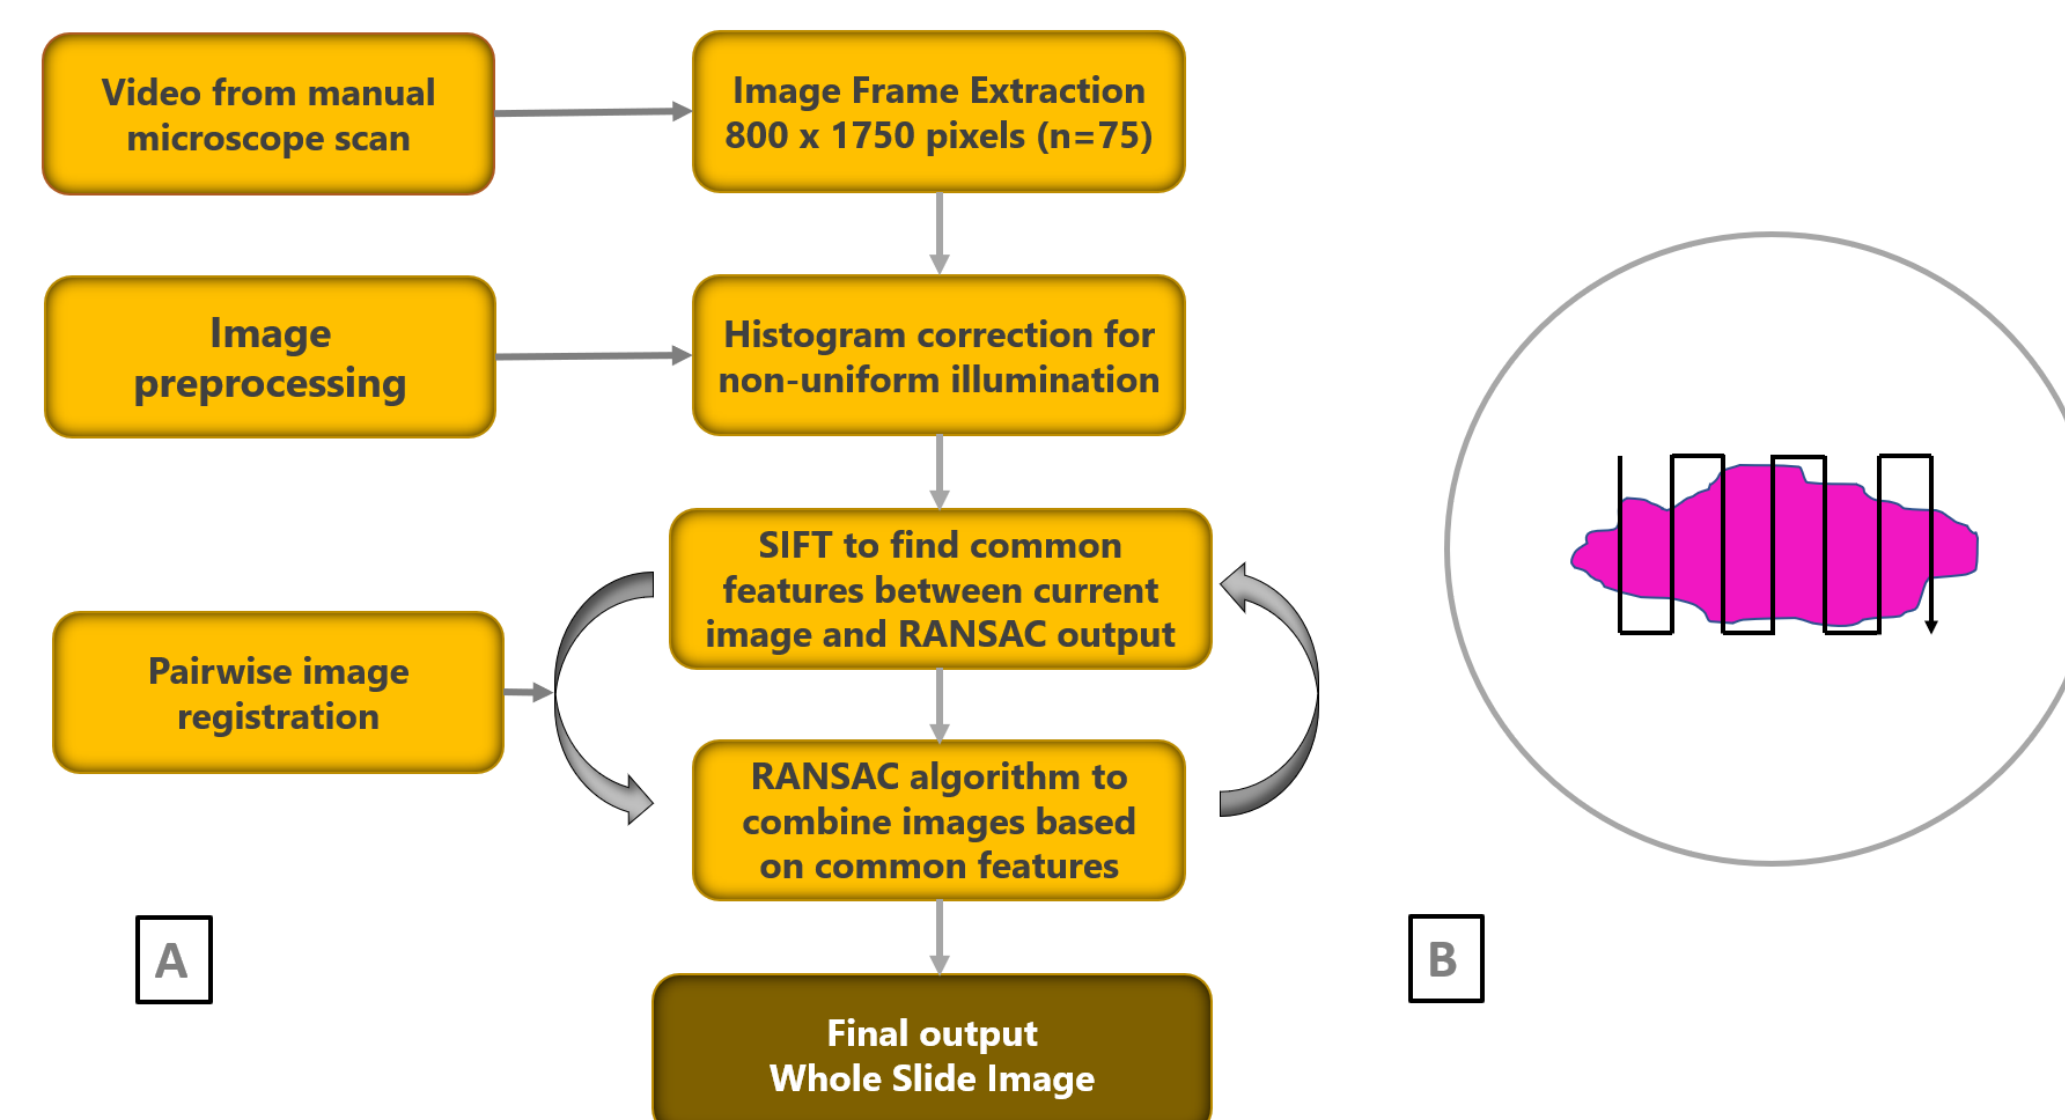 Video from manual
microscope scan
Image Frame Extraction
800 x 1750 pixels (n=75)
Image
preprocessing
Histogram correction for
non-uniform illumination
SIFT to find common
features between current
image and RANSAC output
Pairwise image
registration
RANSAC algorithm to
combine images based
on common features
Final output
Whole Slide Image
A
B